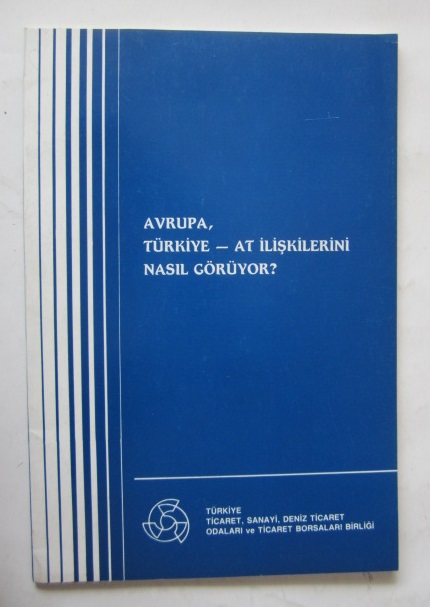 AVRUPA,
TÜRKİYE — AT İLİŞKİLERİNİ
NASIL GÖRÜYOR?
TÜRKİYE
TİCARET, SANAYİ, DENİZ TİCARET
ODALARI ve TİCARET BORSALARI BİRLİĞİ